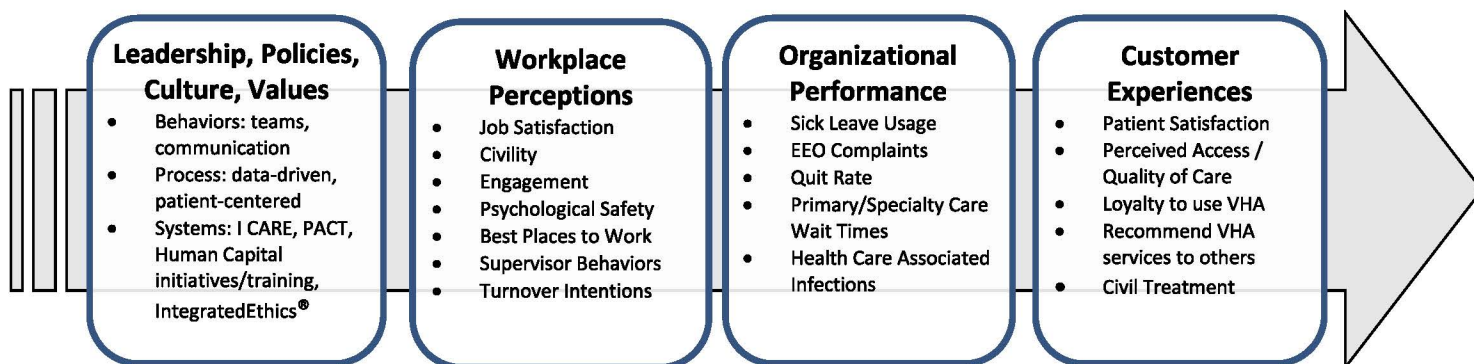 Leadership, Policies,
Culture, Values
• Behaviors: teams,
communication
• Process: data-driven,
patient-centered
• Systems: I CARE, PACT,
Human Capital
initiatives/training,
IntegratedEthics®
Workplace
Perceptions
• Job Satisfaction
• Civility
• Engagement
• Psychological Safety
• Best Places to Work
• Supervisor Behaviors
• Turnover Intentions
Organizational
Performance
• Sick Leave Usage
• EEO Complaints
• Quit Rate
• Primary/Specialty Care
Wait Times
• Health Care Associated
Infections
Customer
Experiences
• Patient Satisfaction
• Perceived Access /
Quality of Care
• Loyalty to use VHA
• Recommend VHA
services to others
• Civil Treatment